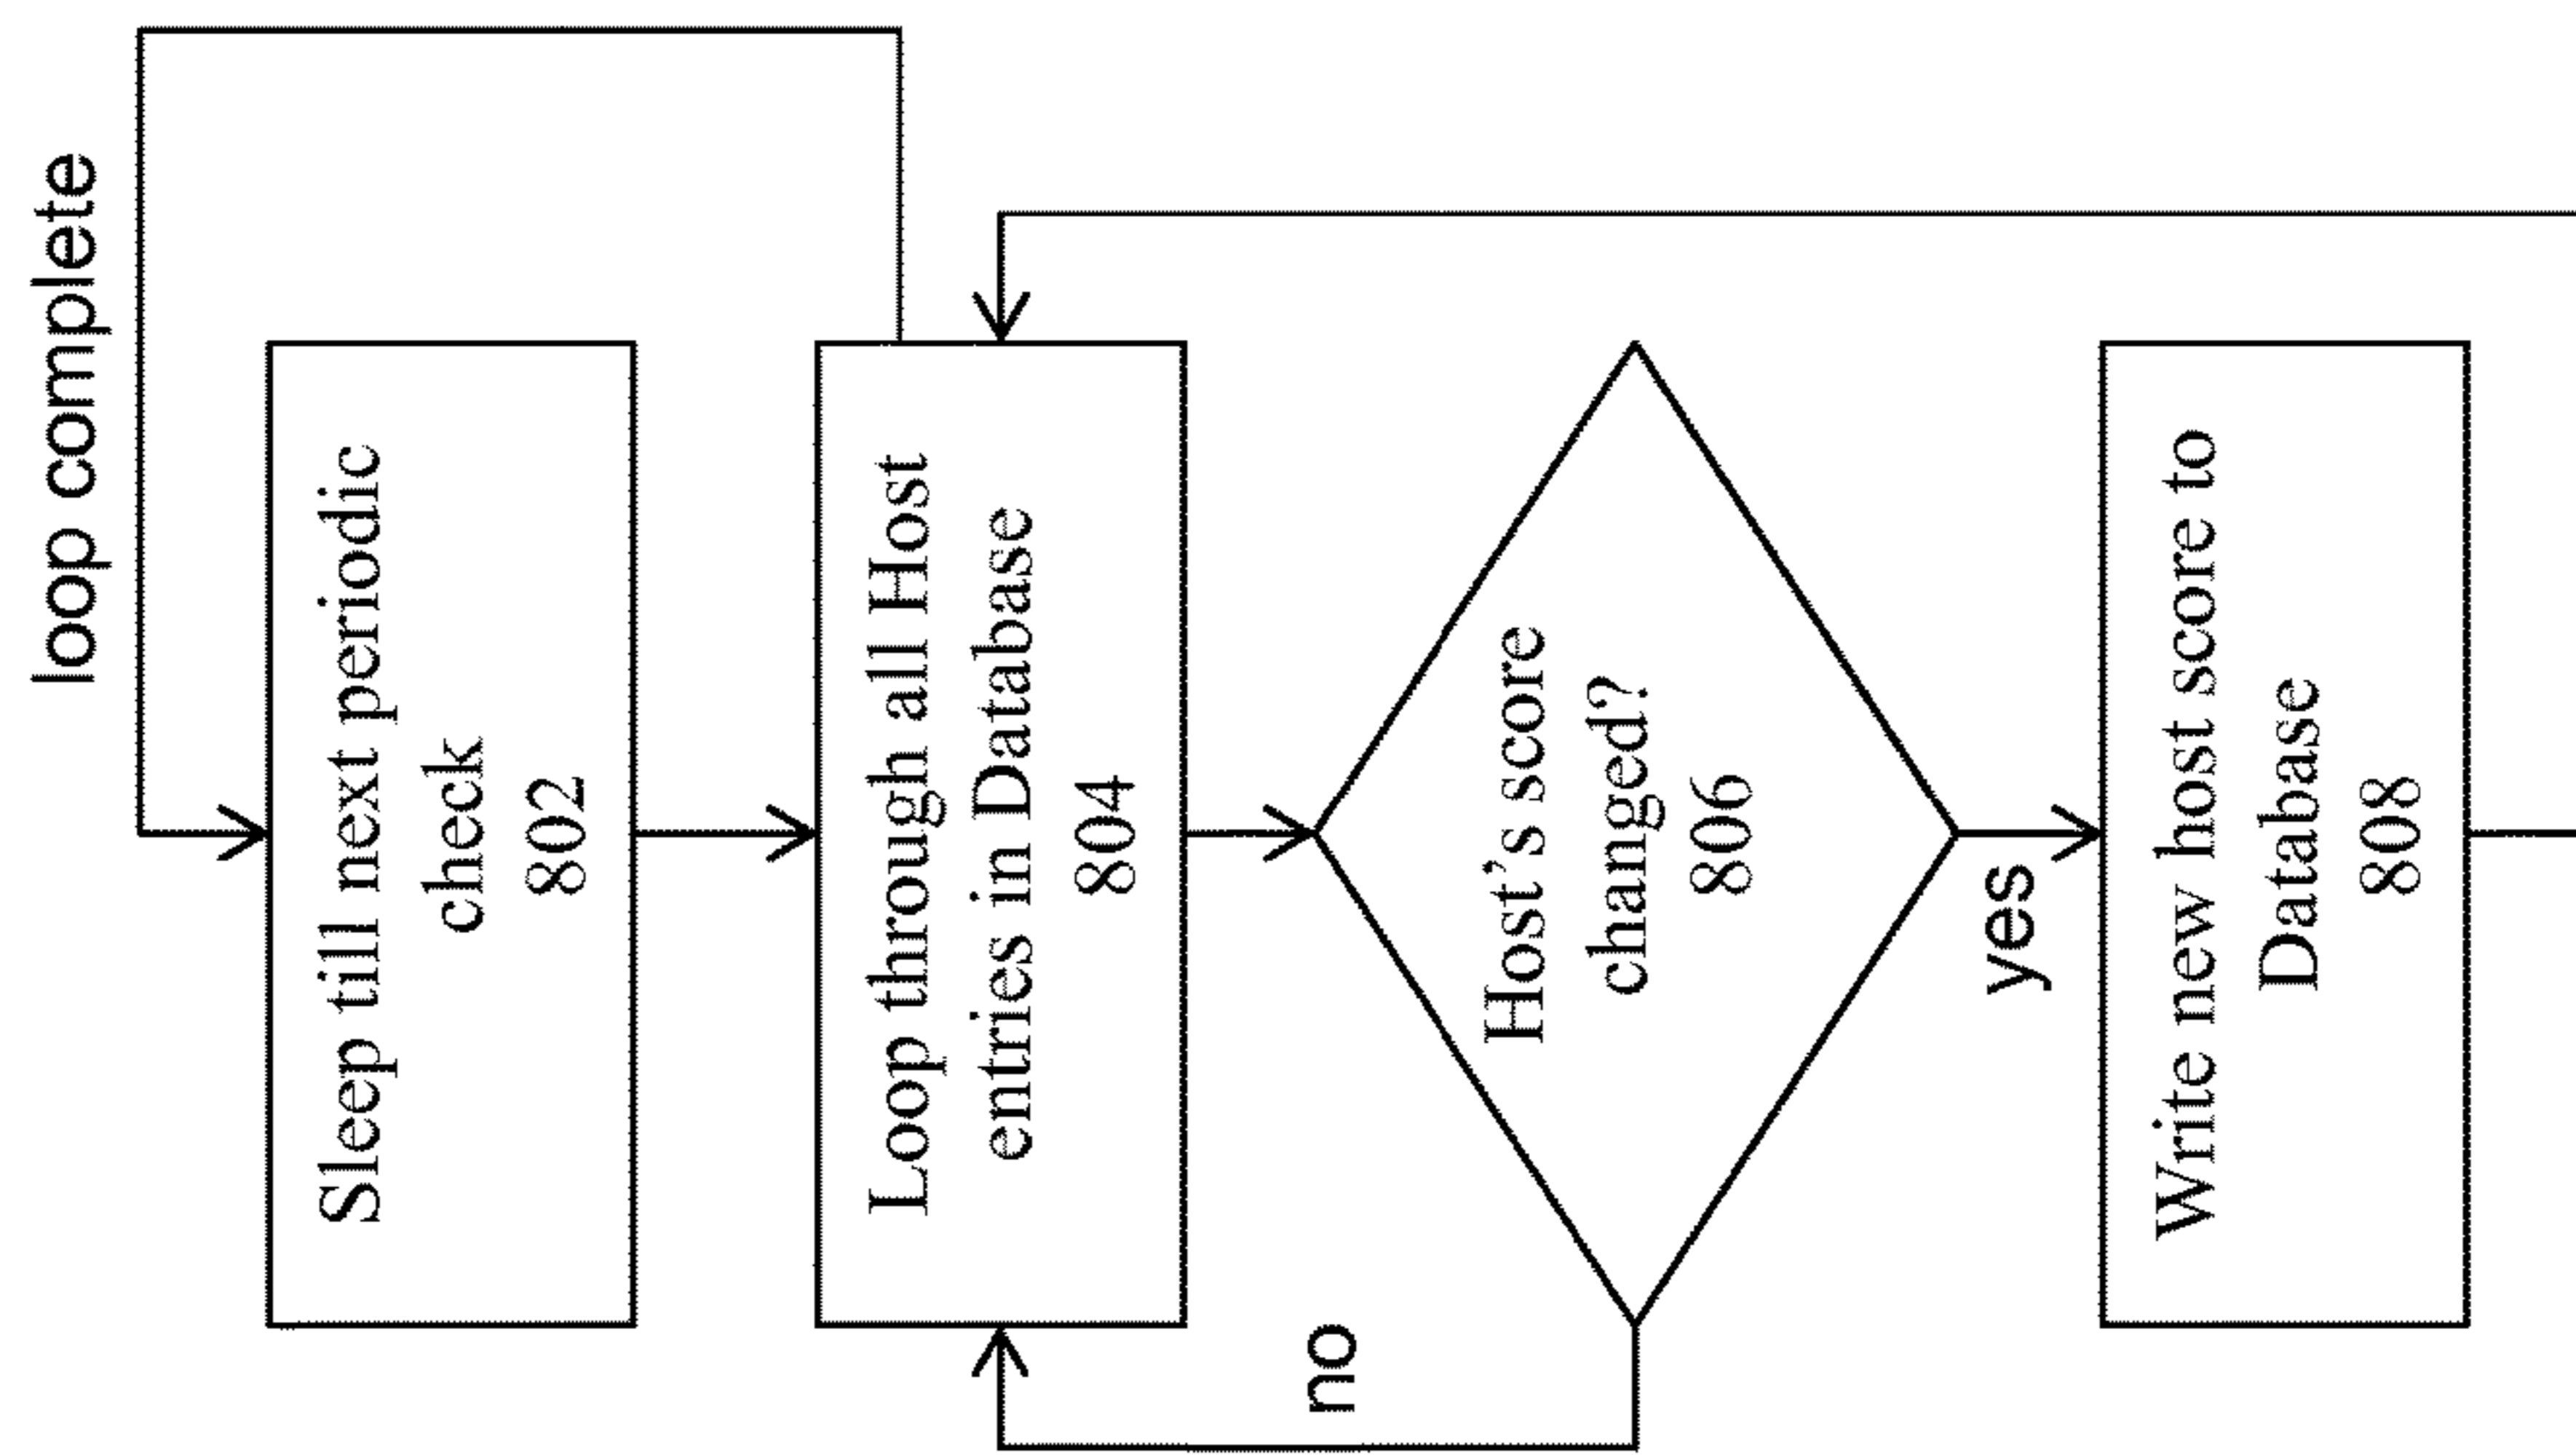 loop complete
Sleep till next periodic
check
802
Loop through all Host
entries in Database
804
Host's score
changed?
806
no
yes
Write new host score to
Database
808